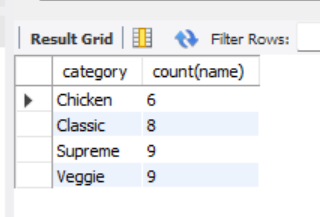 Result Grid Filter Rows:
category count(name)
Chicken 6
Classic 8
Supreme 9
Veggie 9